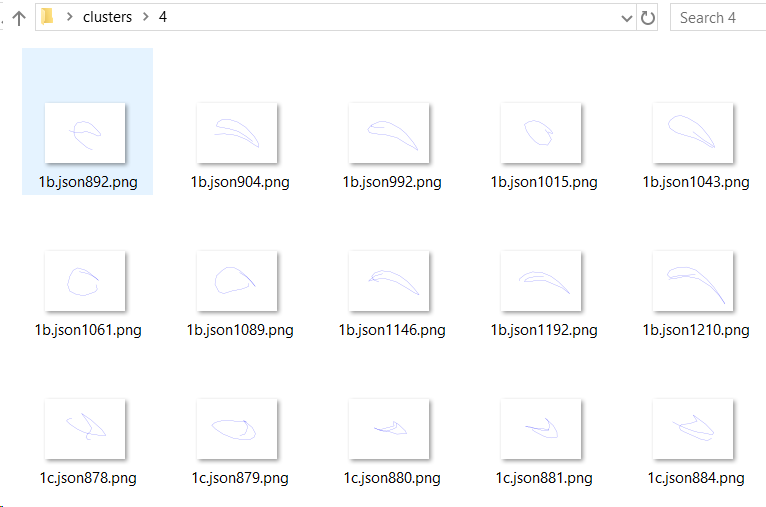 clusters > 4
Search 4
1b.json892.png 1b.json904.png 1b.json992.png 1b.json1015.png 1b.json1043.png
1b.json1061.png 1b.json1089.png 1b.json1146.png 1b.json1192.png 1b.json1210.png
1c.json878.png 1c.json879.png 1c.json880.png 1c.json881.png 1c.json884.png